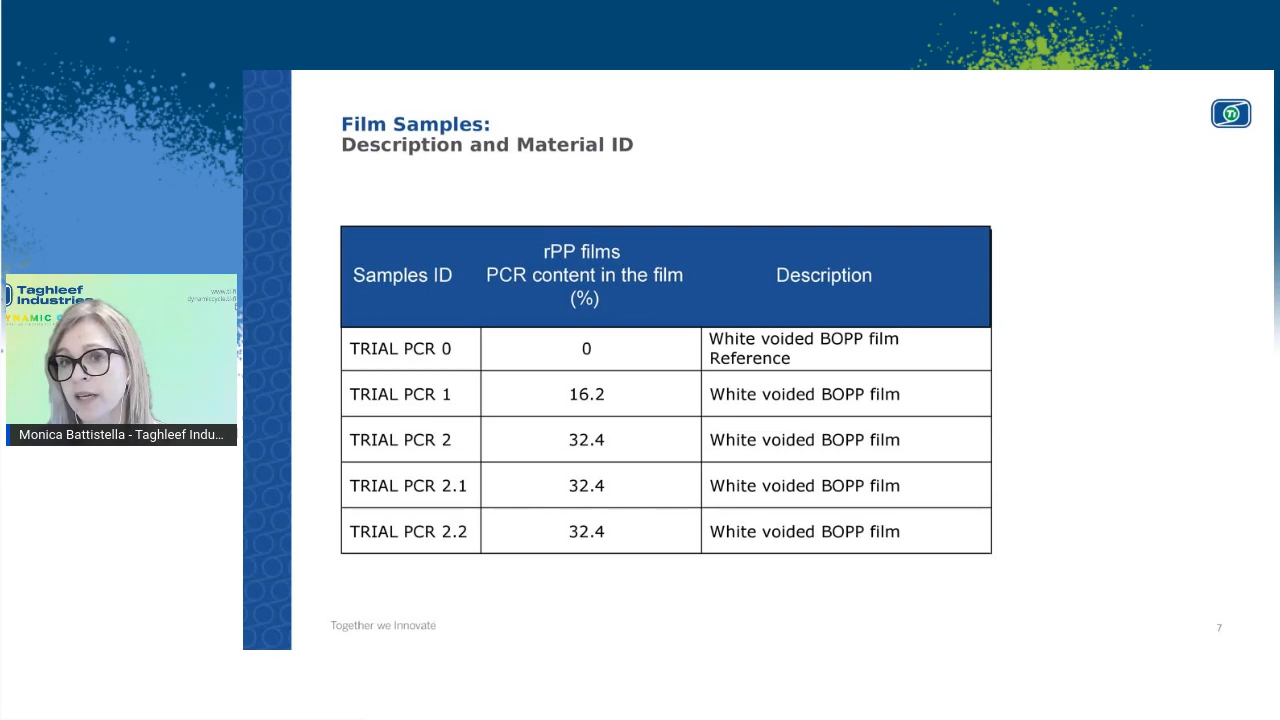 Film Samples:
Description and Material ID
Samples ID
rPP films
PCR content in the film
(%)
Description
TRIAL PCR 0
0
White voided BOPP film
Reference
TRIAL PCR 1
16.2
White voided BOPP film
TRIAL PCR 2
32.4
White voided BOPP film
TRIAL PCR 2.1
32.4
White voided BOPP film
TRIAL PCR 2.2
32.4
White voided BOPP film
Together we Innovate
7
Ti
Taghleef
Industries
Monica Battistella - Taghleef Indu...